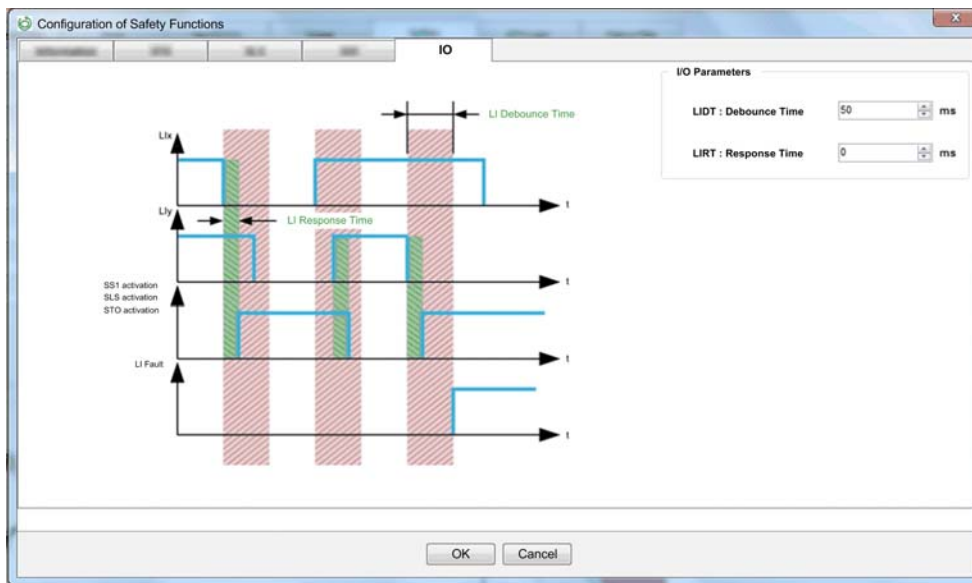 Configuration of Safety Functions
IO
I/O Parameters
LIDT : Debounce Time 50 ms
LIRT : Response Time 0 ms
LI Debounce Time
LIx
t
LIy
LI Response Time
t
SS1 activation
SLS activation
STO activation
t
LI Fault
t
OK Cancel